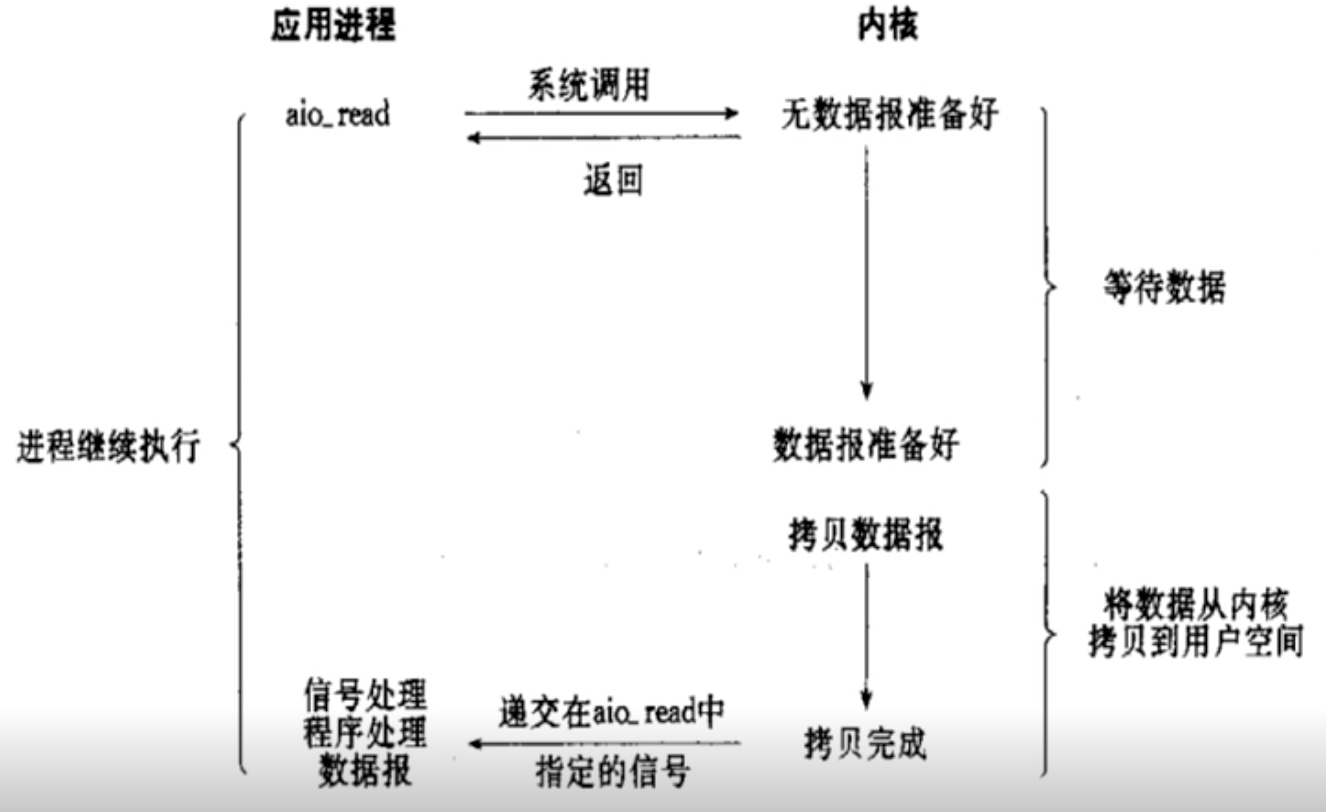 应用进程
内核
系统调用
aio_read
无数据报准备好
返回
等待数据
进程继续执行
数据报准备好
拷贝数据报
将数据从内核
拷贝到用户空间
信号处理
程序处理
数据报
递交在aio_read中
指定的信号
拷贝完成